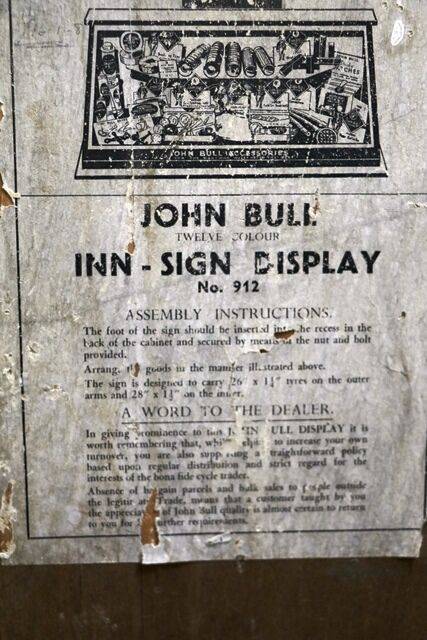 JOHN BULL ACCESSORIES
JOHN BULL
TWELVE COLOUR
INN - SIGN DISPLAY
No. 912
ASSEMBLY INSTRUCTIONS.
The foot of the sign should be inserted into the recess in the
back of the cabinet and secured by means of the nut and bolt
provided.
Arrange the goods in the manner illustrated above.
The sign is designed to carry 26" x 1¼" tyres on the outer
arms and 28" x 1½" on the inner.
A WORD TO THE DEALER.
In giving prominence to this JOHN BULL DISPLAY it is
worth remembering that, whilst helping to increase your own
turnover, you are also supporting a straightforward policy
based upon regular distribution and strict regard for the
interests of the bona fide cycle trader.
Absence of bargain parcels and bulk sales to people outside
the legitimate Trade, means that a customer taught by you
the appreciation of John Bull quality is almost certain to return
to you for further requirements.